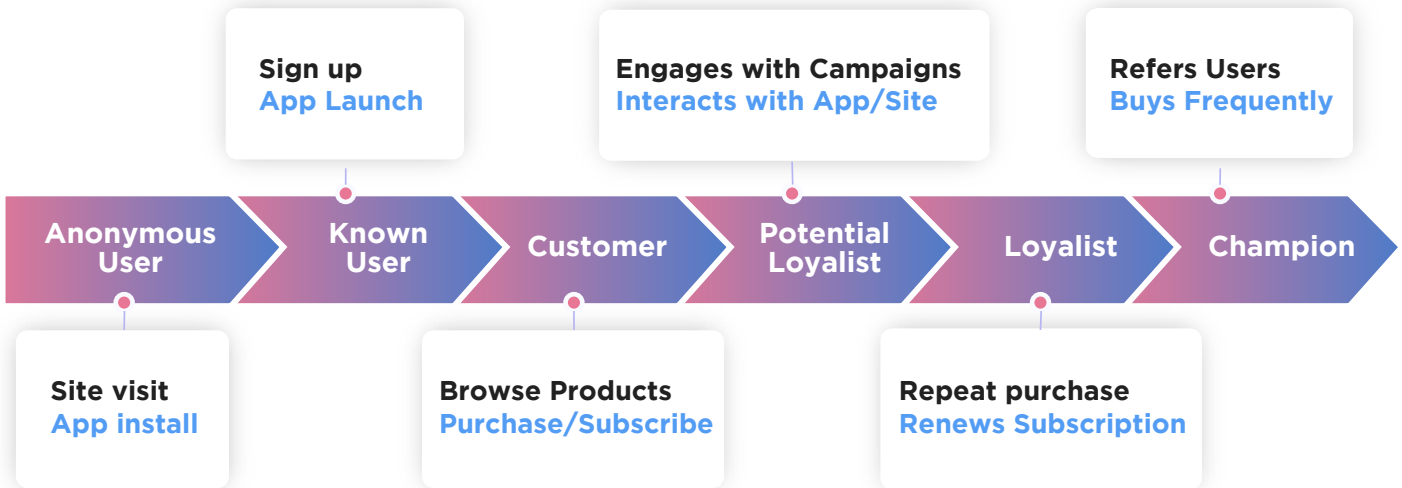 Sign up
App Launch
Engages with Campaigns
Interacts with App/Site
Refers Users
Buys Frequently
Anonymous
User
Known
User
Customer
Potential
Loyalist
Loyalist
Champion
Site visit
App install
Browse Products
Purchase/Subscribe
Repeat purchase
Renews Subscription